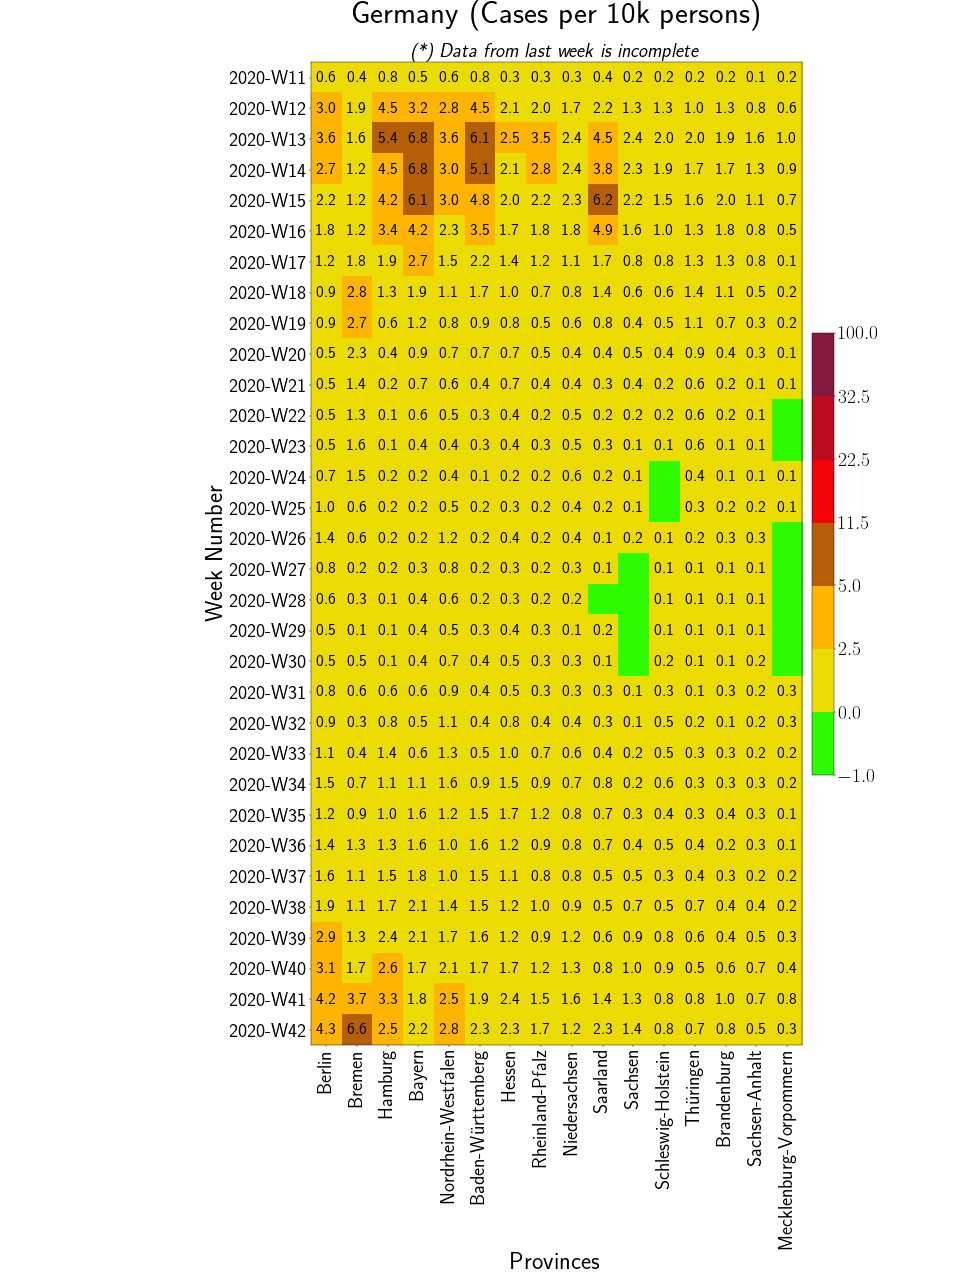 Germany (Cases per 10k persons)
(*) Data from last week is incomplete
2020-W11 0.6 0.4 0.8 0.5 0.6 0.8 0.3 0.3 0.3 0.4 0.2 0.2 0.2 0.2 0.1 0.2
2020-W12 3.0 1.9 4.5 3.2 2.8 4.5 2.1 2.0 1.7 2.2 1.3 1.3 1.0 1.3 0.8 0.6
2020-W13 3.6 1.6 5.4 6.8 3.6 6.1 2.5 3.5 2.4 4.5 2.4 2.0 2.0 1.9 1.6 1.0
2020-W14 2.7 1.2 4.5 6.8 3.0 5.1 2.1 2.8 2.4 3.8 2.3 1.9 1.7 1.7 1.3 0.9
2020-W15 2.2 1.2 4.2 6.1 3.0 4.8 2.0 2.2 2.3 6.2 2.2 1.5 1.6 2.0 1.1 0.7
2020-W16 1.8 1.2 3.4 4.2 2.3 3.5 1.7 1.8 1.8 4.9 1.6 1.0 1.3 1.8 0.8 0.5
2020-W17 1.2 1.8 1.9 2.7 1.5 2.2 1.4 1.2 1.1 1.7 0.8 0.8 1.3 1.3 0.8 0.1
2020-W18 0.9 2.8 1.3 1.9 1.1 1.7 1.0 0.7 0.8 1.4 0.6 0.6 1.4 1.1 0.5 0.2
2020-W19 0.9 2.7 0.6 1.2 0.8 0.9 0.8 0.5 0.6 0.8 0.4 0.5 1.1 0.7 0.3 0.2
2020-W20 0.5 2.3 0.4 0.9 0.7 0.7 0.7 0.5 0.4 0.4 0.5 0.4 0.9 0.4 0.3 0.1
2020-W21 0.5 1.4 0.2 0.7 0.6 0.4 0.7 0.4 0.4 0.3 0.4 0.2 0.6 0.2 0.1 0.1
2020-W22 0.5 1.3 0.1 0.6 0.5 0.3 0.4 0.2 0.5 0.2 0.2 0.2 0.6 0.2 0.1
2020-W23 0.5 1.6 0.1 0.4 0.4 0.3 0.4 0.3 0.5 0.3 0.1 0.1 0.6 0.1 0.1
2020-W24 0.7 1.5 0.2 0.2 0.4 0.1 0.2 0.2 0.6 0.2 0.1 0.4 0.1 0.1 0.1
2020-W25 1.0 0.6 0.2 0.2 0.5 0.2 0.3 0.2 0.4 0.2 0.1 0.3 0.2 0.2 0.1
2020-W26 1.4 0.6 0.2 0.2 1.2 0.2 0.4 0.2 0.4 0.1 0.2 0.1 0.2 0.3 0.3
2020-W27 0.8 0.2 0.2 0.3 0.8 0.2 0.3 0.2 0.3 0.1 0.1 0.1 0.1 0.1
2020-W28 0.6 0.3 0.1 0.4 0.6 0.2 0.3 0.2 0.2 0.1 0.1 0.1 0.1
2020-W29 0.5 0.1 0.1 0.4 0.5 0.3 0.4 0.3 0.1 0.2 0.1 0.1 0.1 0.1
2020-W30 0.5 0.5 0.1 0.4 0.7 0.4 0.5 0.3 0.3 0.1 0.2 0.1 0.1 0.2
2020-W31 0.8 0.6 0.6 0.6 0.9 0.4 0.5 0.3 0.3 0.3 0.1 0.3 0.1 0.3 0.2 0.3
2020-W32 0.9 0.3 0.8 0.5 1.1 0.4 0.8 0.4 0.4 0.3 0.1 0.5 0.2 0.1 0.2 0.3
2020-W33 1.1 0.4 1.4 0.6 1.3 0.5 1.0 0.7 0.6 0.4 0.2 0.5 0.3 0.3 0.2 0.2
2020-W34 1.5 0.7 1.1 1.1 1.6 0.9 1.5 0.9 0.7 0.8 0.2 0.6 0.3 0.3 0.3 0.2
2020-W35 1.2 0.9 1.0 1.6 1.2 1.5 1.7 1.2 0.8 0.7 0.3 0.4 0.3 0.4 0.3 0.1
2020-W36 1.4 1.3 1.3 1.6 1.0 1.6 1.2 0.9 0.8 0.7 0.4 0.5 0.4 0.2 0.3 0.1
2020-W37 1.6 1.1 1.5 1.8 1.0 1.5 1.1 0.8 0.8 0.5 0.5 0.3 0.4 0.3 0.2 0.2
2020-W38 1.9 1.1 1.7 2.1 1.4 1.5 1.2 1.0 0.9 0.5 0.7 0.5 0.7 0.4 0.4 0.2
2020-W39 2.9 1.3 2.4 2.1 1.7 1.6 1.2 0.9 1.2 0.6 0.9 0.8 0.6 0.4 0.5 0.3
2020-W40 3.1 1.7 2.6 1.7 2.1 1.7 1.7 1.2 1.3 0.8 1.0 0.9 0.5 0.6 0.7 0.4
2020-W41 4.2 3.7 3.3 1.8 2.5 1.9 2.4 1.5 1.6 1.4 1.3 0.8 0.8 1.0 0.7 0.8
2020-W42 4.3 6.6 2.5 2.2 2.8 2.3 2.3 1.7 1.2 2.3 1.4 0.8 0.7 0.8 0.5 0.3
Week Number
Berlin
Bremen
Hamburg
Bayern
Nordrhein-Westfalen
Baden-Württemberg
Hessen
Rheinland-Pfalz
Niedersachsen
Saarland
Sachsen
Schleswig-Holstein
Thüringen
Brandenburg
Sachsen-Anhalt
Mecklenburg-Vorpommern
Provinces
100.0
32.5
22.5
11.5
5.0
2.5
0.0
−1.0